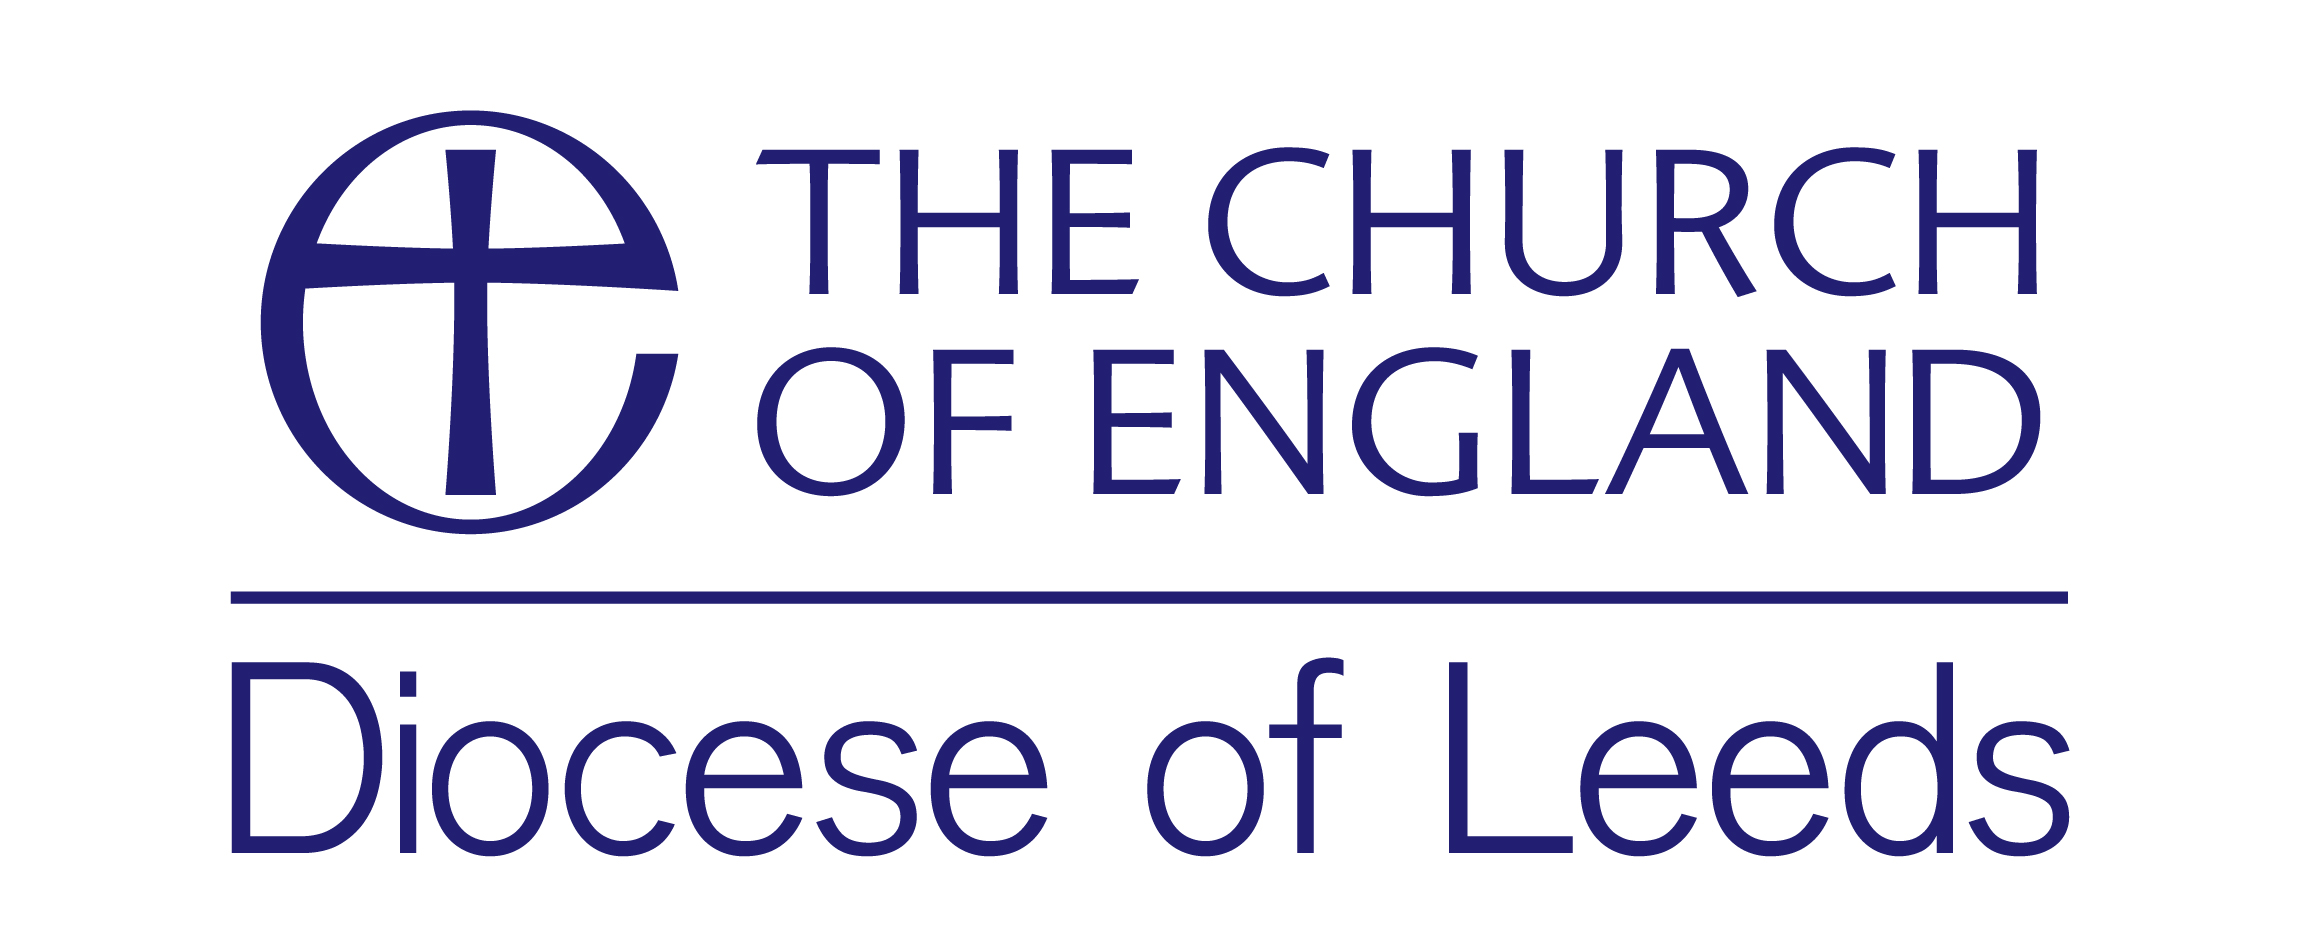 THE CHURCH
OF ENGLAND
Diocese of Leeds